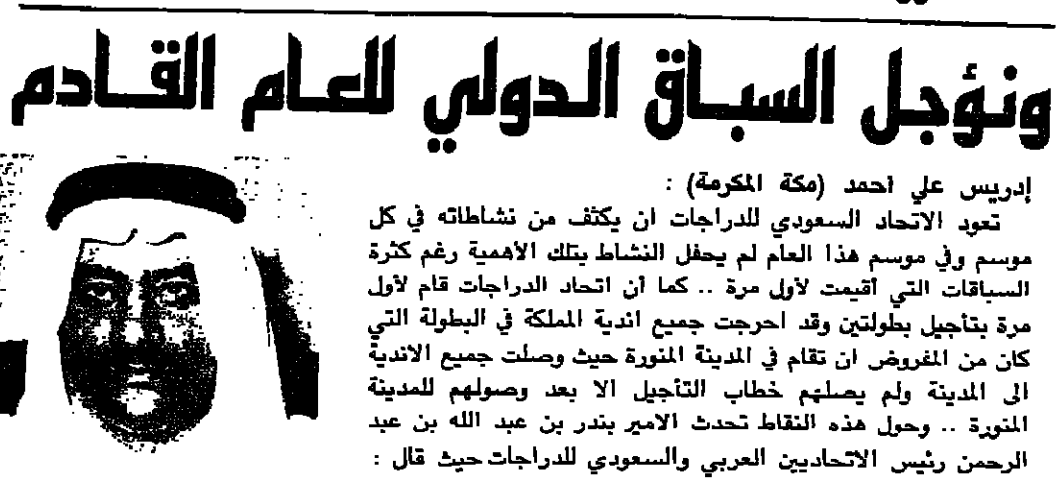 ونؤجل السباق الدولي للعام القادم
إدريس علي احمد (مكة المكرمة) :
تعود الاتحاد السعودي للدراجات ان يكثف من نشاطاته في كل
موسم وفي موسم هذا العام لم يحفل النشاط بتلك الأهمية رغم كثرة
السباقات التي أقيمت لأول مرة .. كما أن اتحاد الدراجات قام لأول
مرة بتأجيل بطولتين وقد احرجت جميع اندية المملكة في البطولة التي
كان من المفروض ان تقام في المدينة المنورة حيث وصلت جميع الاندية
الى المدينة ولم يصلهم خطاب التأجيل الا بعد وصولهم للمدينة
المنورة .. وحول هذه النقاط تحدث الامير بندر بن عبد الله بن عبد
الرحمن رئيس الاتحاديين العربي والسعودي للدراجات حيث قال :